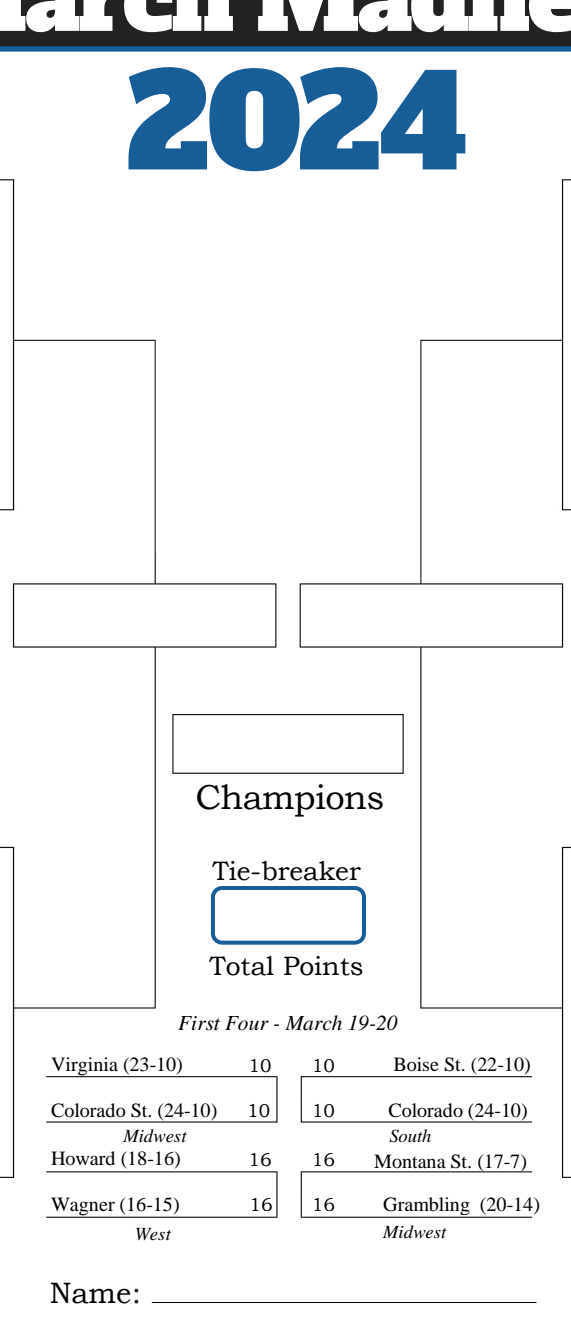 March Madne
2024
Champions
Tie-breaker
Total Points
First Four - March 19-20
Virginia (23-10) 10
Colorado St. (24-10) 10
Midwest
Howard (18-16) 16
Wagner (16-15) 16
West
10 Boise St. (22-10)
10 Colorado (24-10)
South
16 Montana St. (17-7)
16 Grambling (20-14)
Midwest
Name: